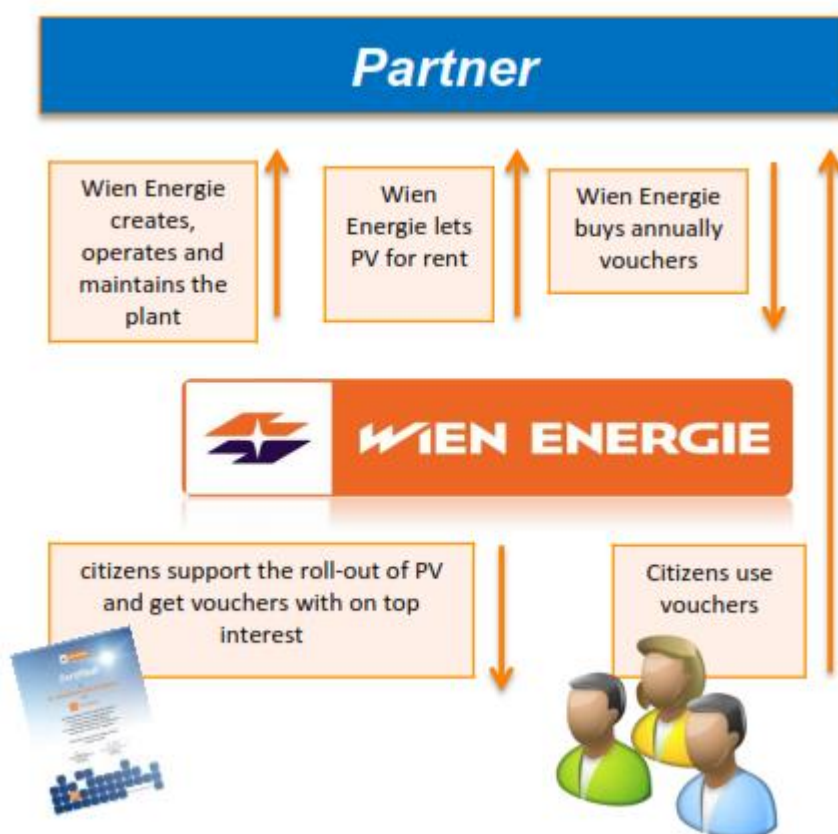 Partner
Wien Energie
creates,
operates and
maintains the
plant
Wien
Energie lets
PV for rent
Wien Energie
buys annually
vouchers
WIEN ENERGIE
citizens support the roll-out of PV
and get vouchers with on top
interest
Citizens use
vouchers